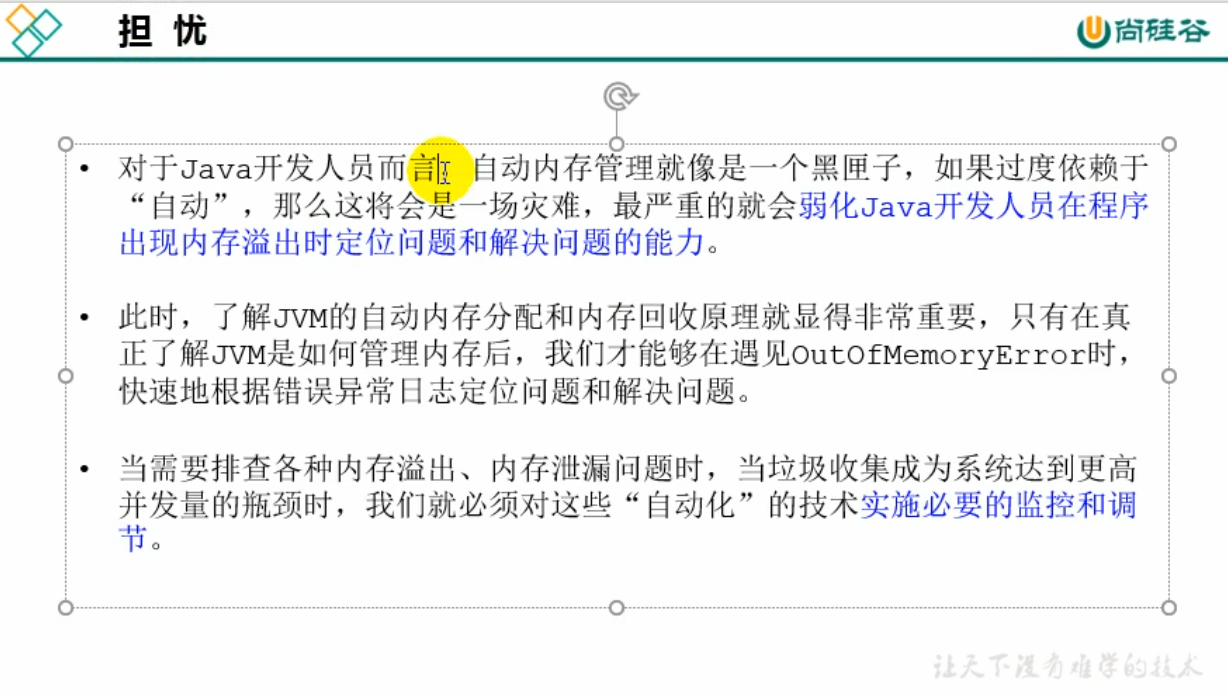 担 忧
尚硅谷
• 对于Java开发人员而言,自动内存管理就像是一个黑匣子，如果过度依赖于
“自动”，那么这将会是一场灾难，最严重的就会弱化Java开发人员在程序
出现内存溢出时定位问题和解决问题的能力。
• 此时，了解JVM的自动内存分配和内存回收原理就显得非常重要，只有在真
正了解JVM是如何管理内存后，我们才能够在遇见OutOfMemoryError时，
快速地根据错误异常日志定位问题和解决问题。
• 当需要排查各种内存溢出、内存泄漏问题时，当垃圾收集成为系统达到更高
并发量的瓶颈时，我们就必须对这些“自动化”的技术实施必要的监控和调
节。
让天下没有难学的技术